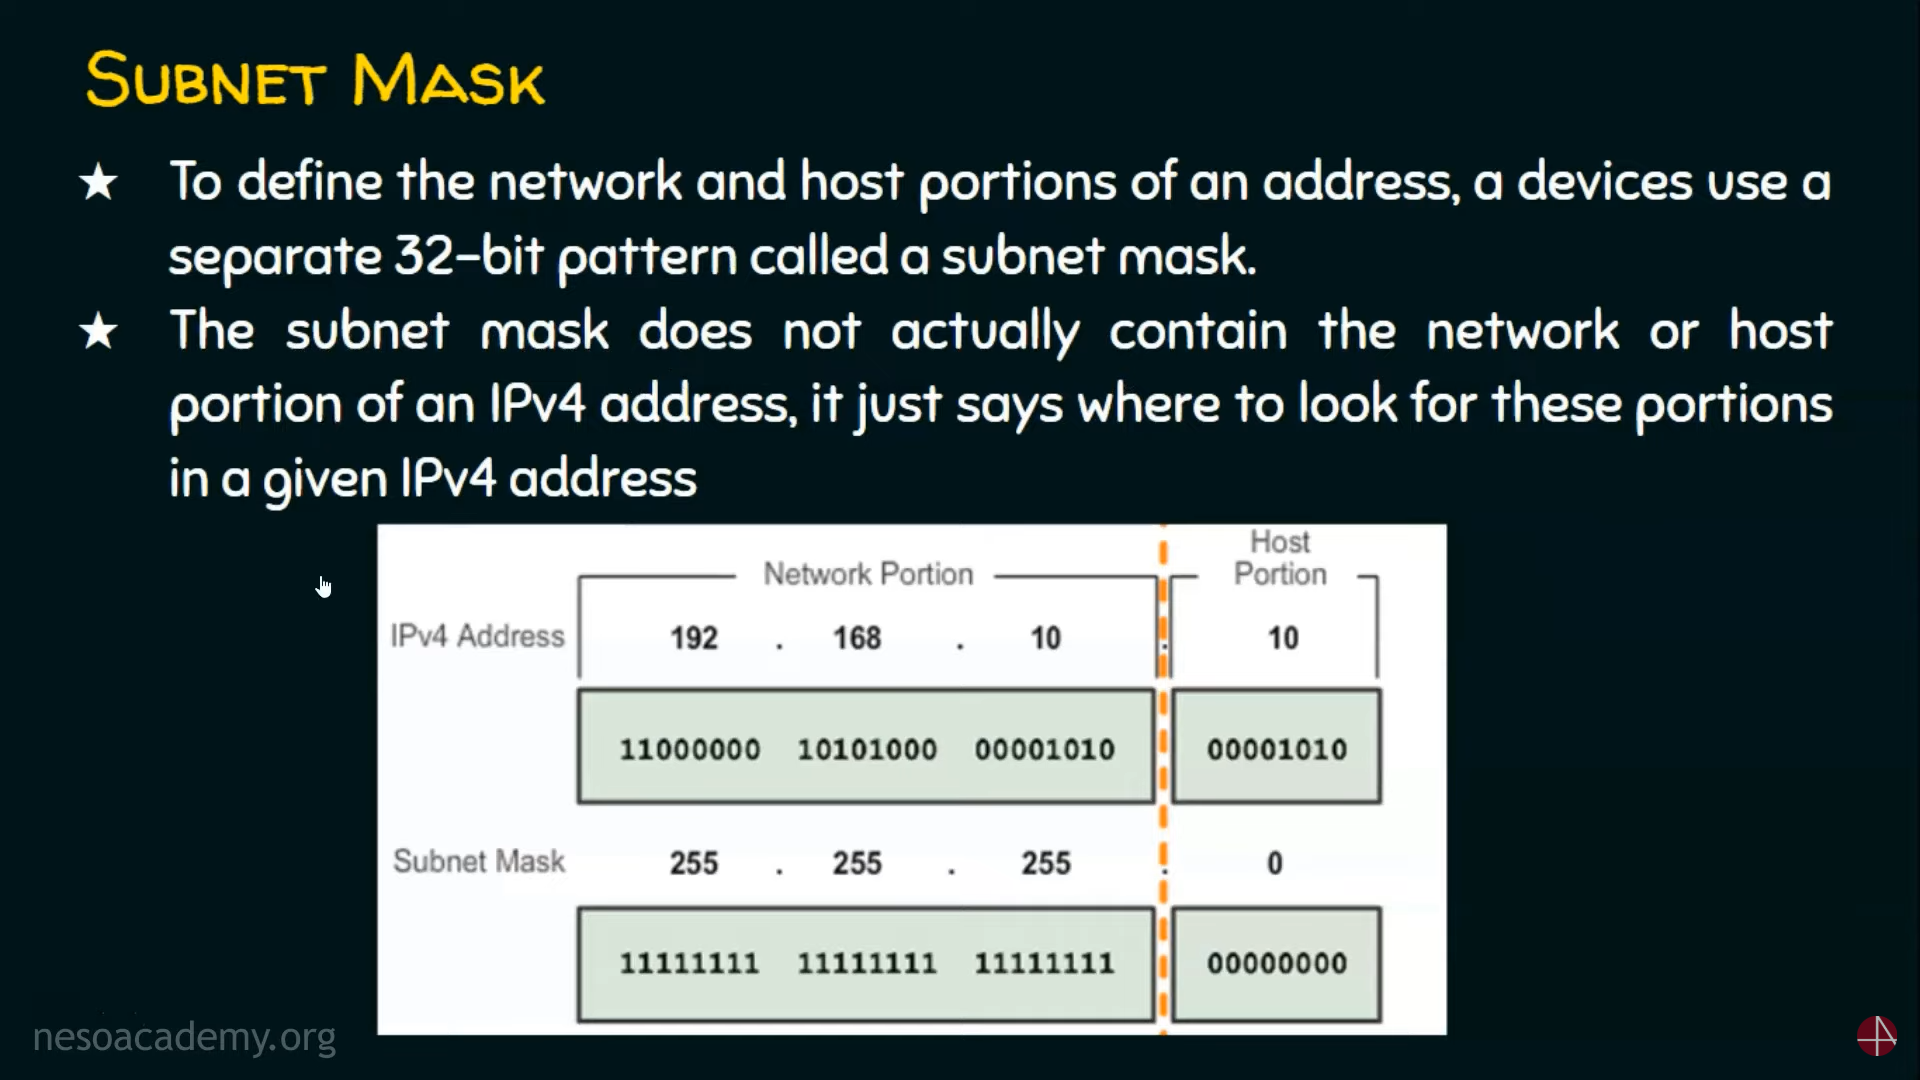 SUBNET MASK
★ To define the network and host portions of an address, a devices use a
separate 32-bit pattern called a subnet mask.
★ The subnet mask does not actually contain the network or host
portion of an IPv4 address, it just says where to look for these portions
in a given IPv4 address
Network Portion Host Portion
IPv4 Address 192 . 168 . 10 . 10
11000000 10101000 00001010 00001010
Subnet Mask 255 . 255 . 255 . 0
11111111 11111111 11111111 00000000
nesoacademy.org